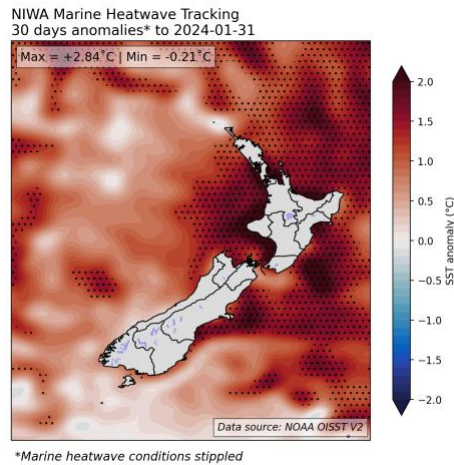 NIWA Marine Heatwave Tracking
30 days anomalies* to 2024-01-31
Max = +2.84˚C | Min = -0.21˚C
2.0
1.5
1.0
0.5
0.0
−0.5
−1.0
−1.5
−2.0
SST anomaly (°C)
Data source: NOAA OISST V2
*Marine heatwave conditions stippled